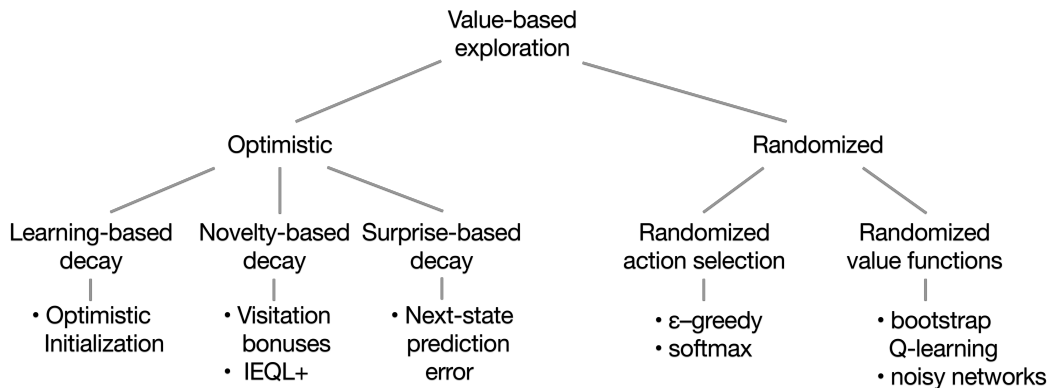 Value-based
exploration
Optimistic
Randomized
Learning-based
decay
Novelty-based
decay
Surprise-based
decay
Randomized
action selection
Randomized
value functions
• Optimistic
Initialization
• Visitation
bonuses
• IEQL+
• Next-state
prediction
error
• ε–greedy
• softmax
• bootstrap
Q-learning
• noisy networks